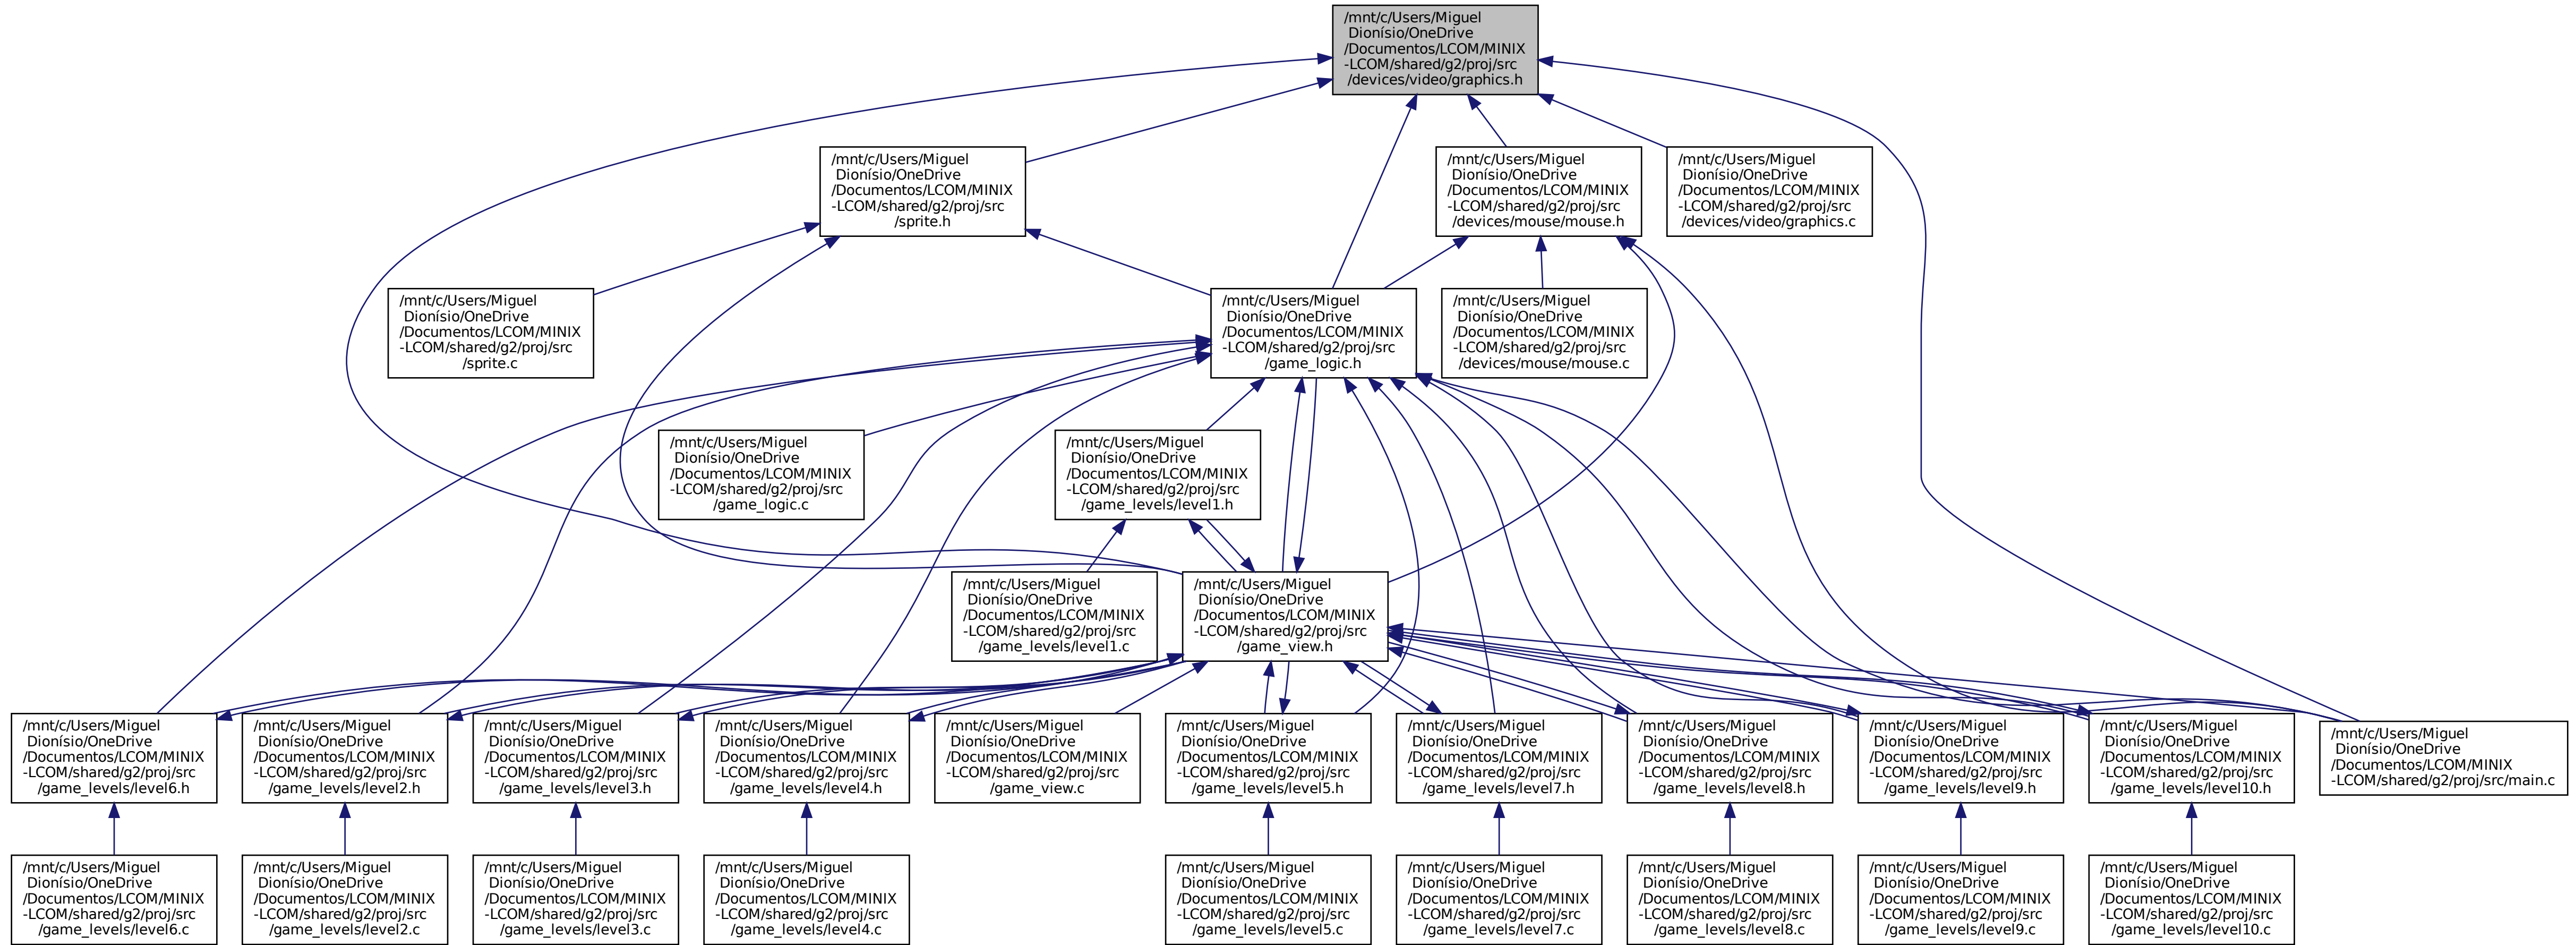 /mnt/c/Users/Miguel
Dionísio/OneDrive
/Documentos/LCOM/MINIX
-LCOM/shared/g2/proj/src
/devices/video/graphics.h
/mnt/c/Users/Miguel
Dionísio/OneDrive
/Documentos/LCOM/MINIX
-LCOM/shared/g2/proj/src
/sprite.h
/mnt/c/Users/Miguel
Dionísio/OneDrive
/Documentos/LCOM/MINIX
-LCOM/shared/g2/proj/src
/devices/mouse/mouse.h
/mnt/c/Users/Miguel
Dionísio/OneDrive
/Documentos/LCOM/MINIX
-LCOM/shared/g2/proj/src
/devices/video/graphics.c
/mnt/c/Users/Miguel
Dionísio/OneDrive
/Documentos/LCOM/MINIX
-LCOM/shared/g2/proj/src
/sprite.c
/mnt/c/Users/Miguel
Dionísio/OneDrive
/Documentos/LCOM/MINIX
-LCOM/shared/g2/proj/src
/game_logic.h
/mnt/c/Users/Miguel
Dionísio/OneDrive
/Documentos/LCOM/MINIX
-LCOM/shared/g2/proj/src
/devices/mouse/mouse.c
/mnt/c/Users/Miguel
Dionísio/OneDrive
/Documentos/LCOM/MINIX
-LCOM/shared/g2/proj/src
/game_logic.c
/mnt/c/Users/Miguel
Dionísio/OneDrive
/Documentos/LCOM/MINIX
-LCOM/shared/g2/proj/src
/game_levels/level1.h
/mnt/c/Users/Miguel
Dionísio/OneDrive
/Documentos/LCOM/MINIX
-LCOM/shared/g2/proj/src
/game_levels/level1.c
/mnt/c/Users/Miguel
Dionísio/OneDrive
/Documentos/LCOM/MINIX
-LCOM/shared/g2/proj/src
/game_view.h
/mnt/c/Users/Miguel
Dionísio/OneDrive
/Documentos/LCOM/MINIX
-LCOM/shared/g2/proj/src
/game_levels/level6.h
/mnt/c/Users/Miguel
Dionísio/OneDrive
/Documentos/LCOM/MINIX
-LCOM/shared/g2/proj/src
/game_levels/level2.h
/mnt/c/Users/Miguel
Dionísio/OneDrive
/Documentos/LCOM/MINIX
-LCOM/shared/g2/proj/src
/game_levels/level3.h
/mnt/c/Users/Miguel
Dionísio/OneDrive
/Documentos/LCOM/MINIX
-LCOM/shared/g2/proj/src
/game_levels/level4.h
/mnt/c/Users/Miguel
Dionísio/OneDrive
/Documentos/LCOM/MINIX
-LCOM/shared/g2/proj/src
/game_view.c
/mnt/c/Users/Miguel
Dionísio/OneDrive
/Documentos/LCOM/MINIX
-LCOM/shared/g2/proj/src
/game_levels/level5.h
/mnt/c/Users/Miguel
Dionísio/OneDrive
/Documentos/LCOM/MINIX
-LCOM/shared/g2/proj/src
/game_levels/level7.h
/mnt/c/Users/Miguel
Dionísio/OneDrive
/Documentos/LCOM/MINIX
-LCOM/shared/g2/proj/src
/game_levels/level8.h
/mnt/c/Users/Miguel
Dionísio/OneDrive
/Documentos/LCOM/MINIX
-LCOM/shared/g2/proj/src
/game_levels/level9.h
/mnt/c/Users/Miguel
Dionísio/OneDrive
/Documentos/LCOM/MINIX
-LCOM/shared/g2/proj/src
/game_levels/level10.h
/mnt/c/Users/Miguel
Dionísio/OneDrive
/Documentos/LCOM/MINIX
-LCOM/shared/g2/proj/src/main.c
/mnt/c/Users/Miguel
Dionísio/OneDrive
/Documentos/LCOM/MINIX
-LCOM/shared/g2/proj/src
/game_levels/level6.c
/mnt/c/Users/Miguel
Dionísio/OneDrive
/Documentos/LCOM/MINIX
-LCOM/shared/g2/proj/src
/game_levels/level2.c
/mnt/c/Users/Miguel
Dionísio/OneDrive
/Documentos/LCOM/MINIX
-LCOM/shared/g2/proj/src
/game_levels/level3.c
/mnt/c/Users/Miguel
Dionísio/OneDrive
/Documentos/LCOM/MINIX
-LCOM/shared/g2/proj/src
/game_levels/level4.c
/mnt/c/Users/Miguel
Dionísio/OneDrive
/Documentos/LCOM/MINIX
-LCOM/shared/g2/proj/src
/game_levels/level5.c
/mnt/c/Users/Miguel
Dionísio/OneDrive
/Documentos/LCOM/MINIX
-LCOM/shared/g2/proj/src
/game_levels/level7.c
/mnt/c/Users/Miguel
Dionísio/OneDrive
/Documentos/LCOM/MINIX
-LCOM/shared/g2/proj/src
/game_levels/level8.c
/mnt/c/Users/Miguel
Dionísio/OneDrive
/Documentos/LCOM/MINIX
-LCOM/shared/g2/proj/src
/game_levels/level9.c
/mnt/c/Users/Miguel
Dionísio/OneDrive
/Documentos/LCOM/MINIX
-LCOM/shared/g2/proj/src
/game_levels/level10.c